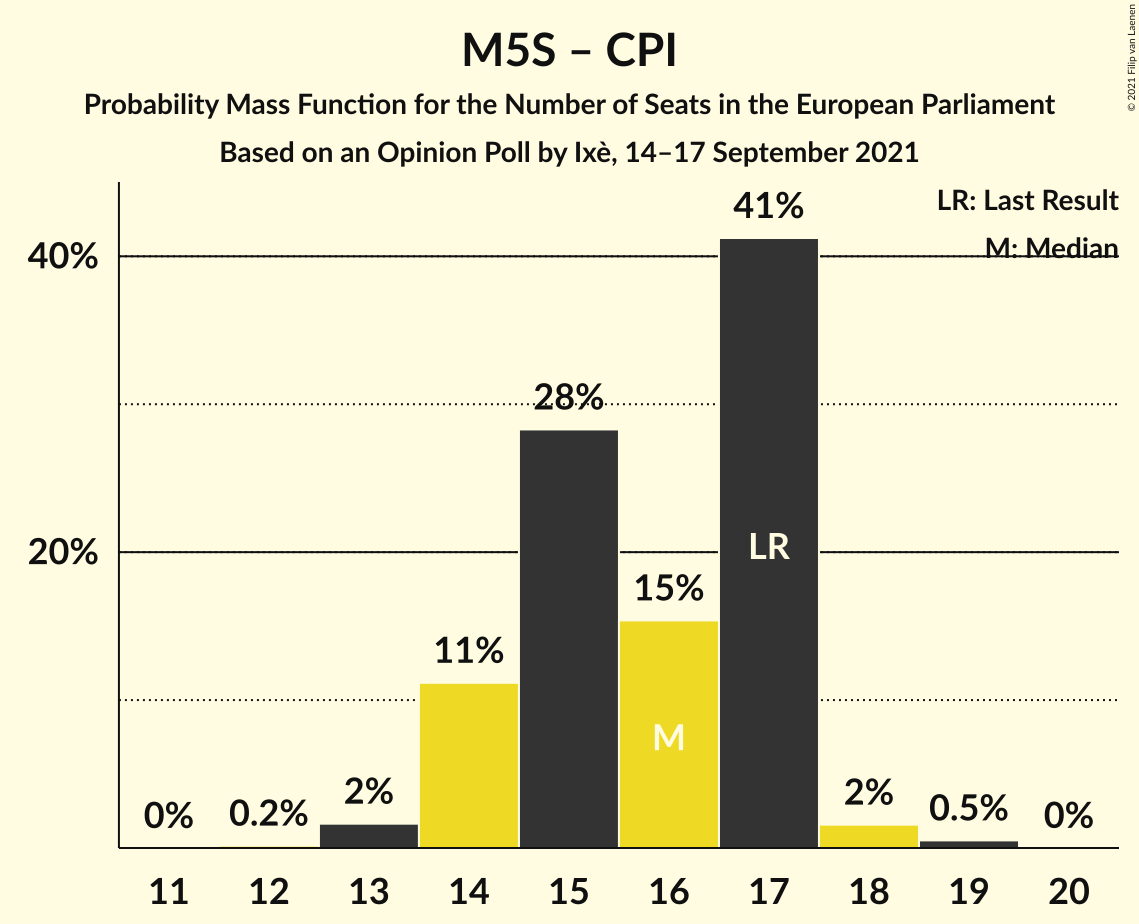 M5S – CPI
Probability Mass Function for the Number of Seats in the European Parliament
Based on an Opinion Poll by Ixè, 14–17 September 2021
© 2021 Filip van Laenen
LR: Last Result
M: Median
40%
20%
0%
0.2%
2%
11%
28%
15%
41%
2%
0.5%
0%
M
LR
11 12 13 14 15 16 17 18 19 20